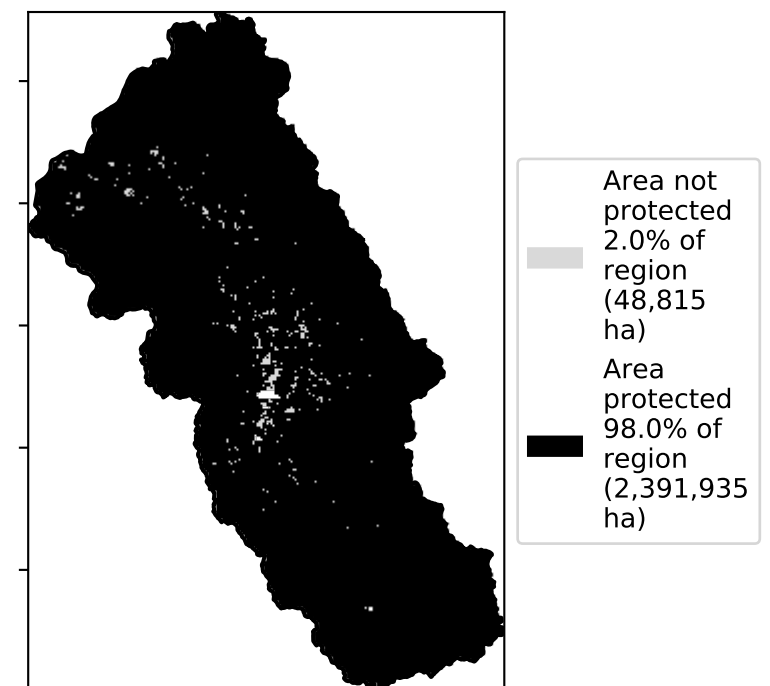 Area not
protected
2.0% of
region
(48,815
ha)
Area
protected
98.0% of
region
(2,391,935
ha)